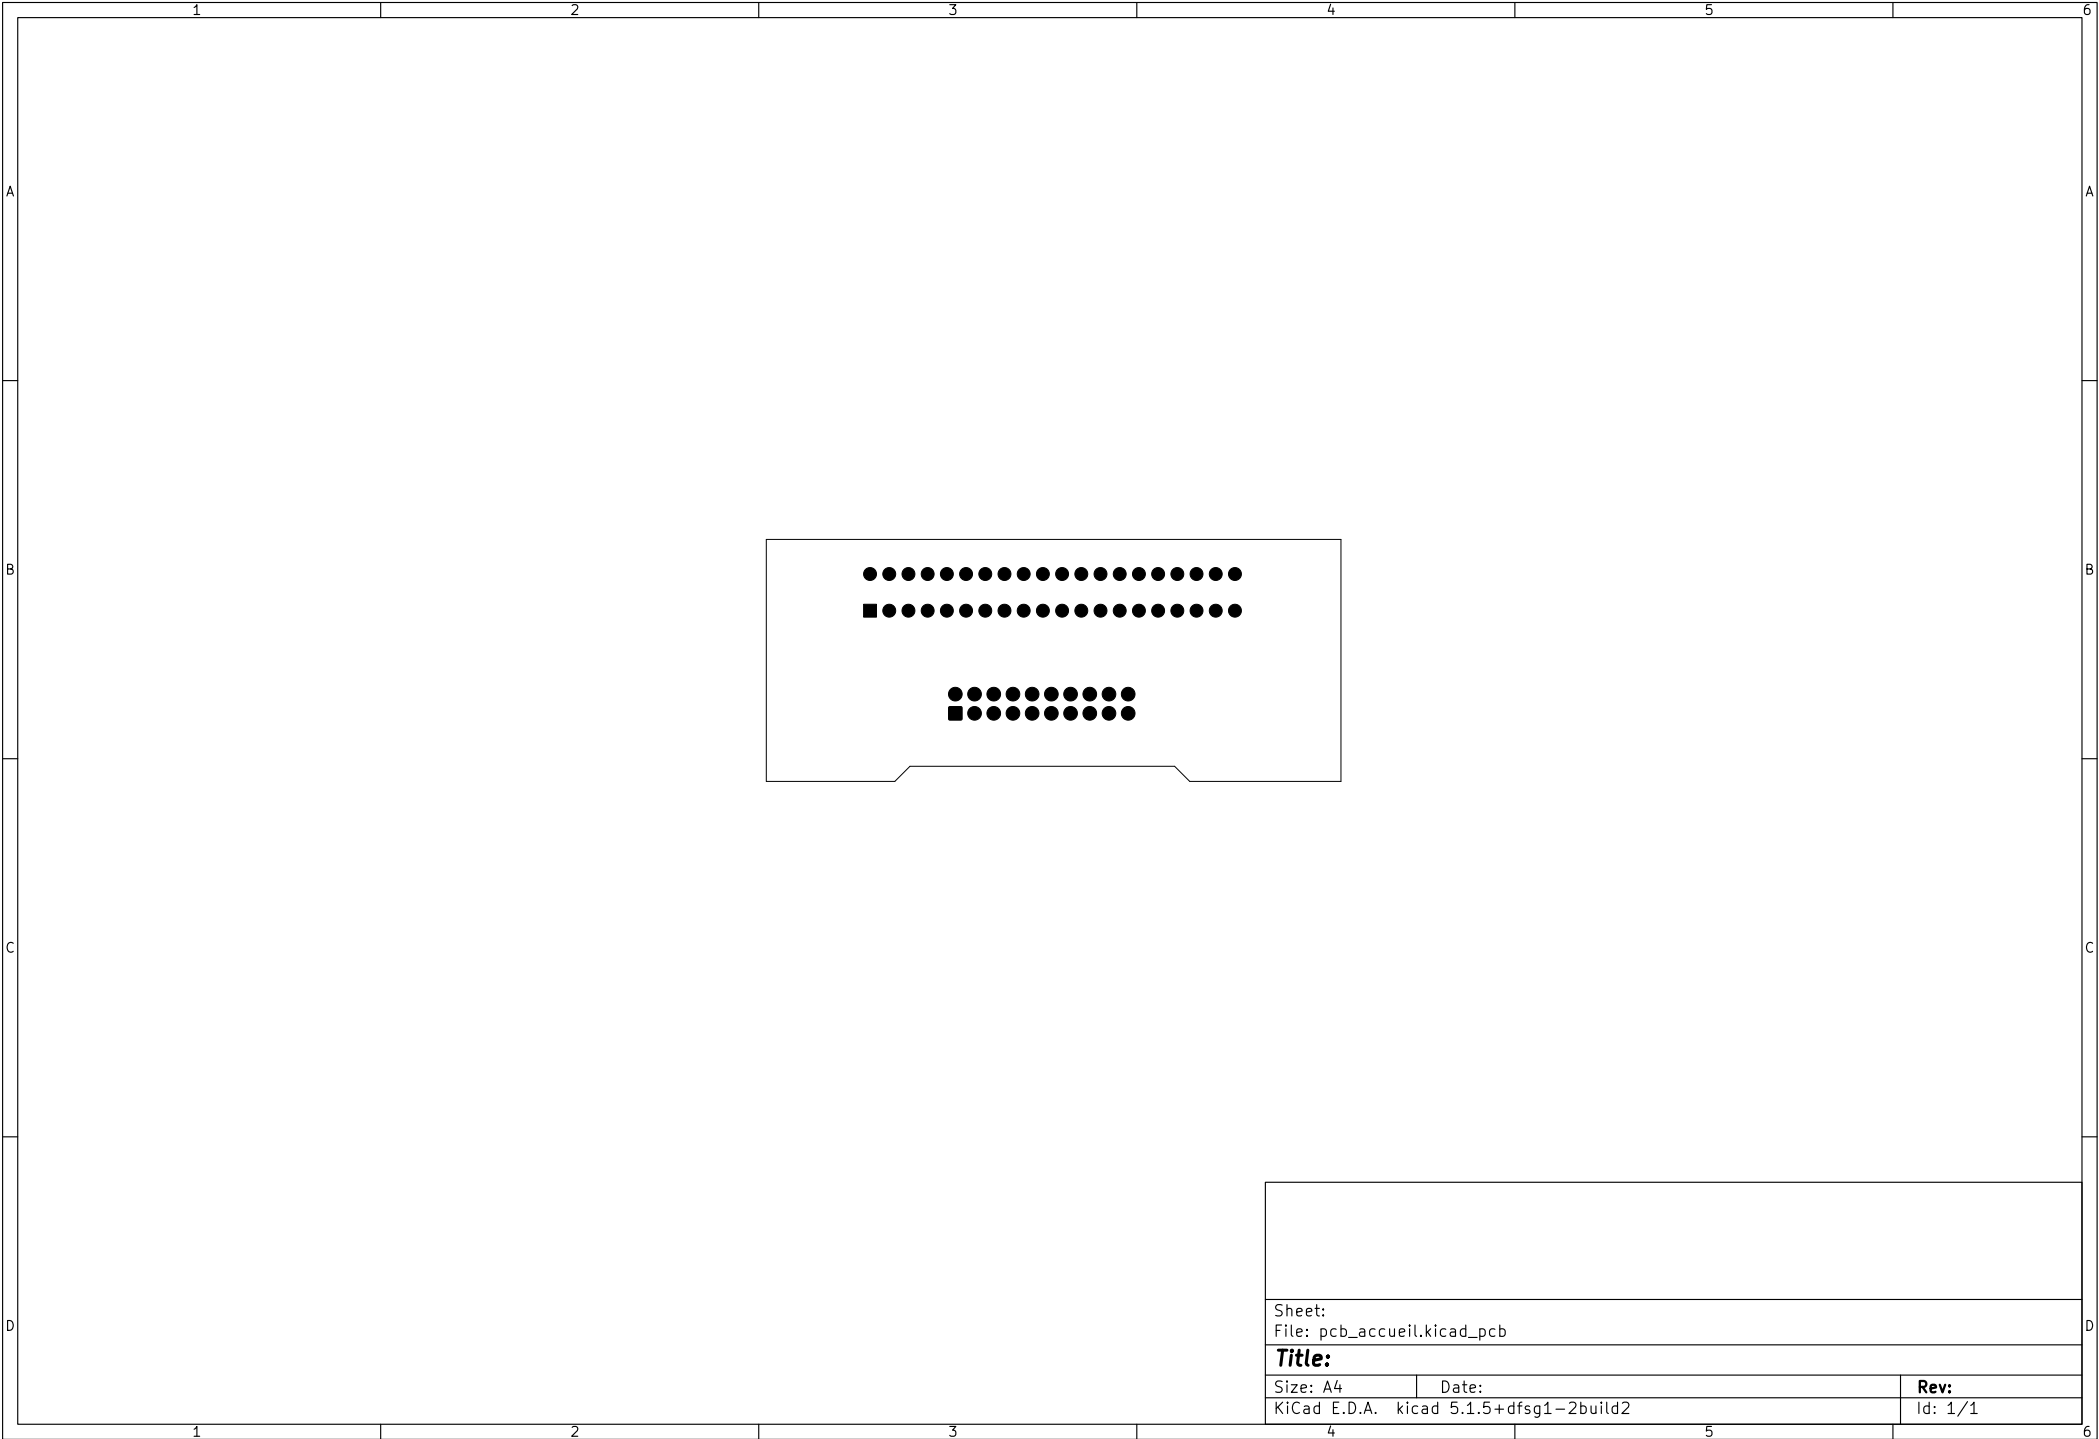 1 2 3 4 5 6
A A
B B
C C
Sheet:
File: pcb_accueil.kicad_pcb
D D
Title:
Size: A4 Date: Rev:
KiCad E.D.A. kicad 5.1.5+dfsg1-2build2 Id: 1/1
1 2 3 4 5 6